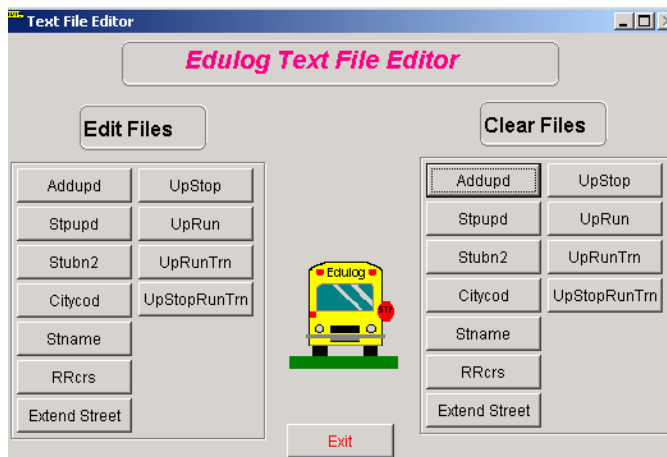 Text File Editor
Edulog Text File Editor
Edit Files
Addupd UpStop
Stpupd UpRun
Stubn2 UpRunTrn
Citycod UpStopRunTrn
Stname
RRcrs
Extend Street
Edulog
Exit
Clear Files
Addupd UpStop
Stpupd UpRun
Stubn2 UpRunTrn
Citycod UpStopRunTrn
Stname
RRcrs
Extend Street